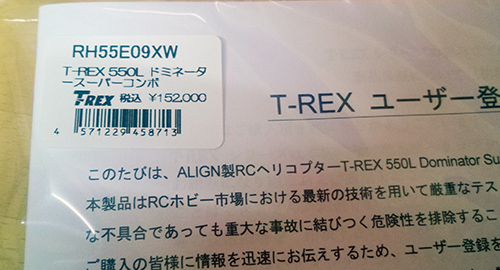 RH55E09XW
T-REX 550L ドミネータ
ースーパーコンボ
T-REX 税込 ¥152,000
4 571229 458713
T-REX ユーザー登
このたびは、ALIGN製RCヘリコプターT-REX 550L Dominator Su
本製品はRCホビー市場における最新の技術を用いて厳重なテス
な不具合であっても重大な事故に結びつく危険性を排除するこ
ご購入の皆様に情報を迅速にお伝えするため、ユーザー登録を